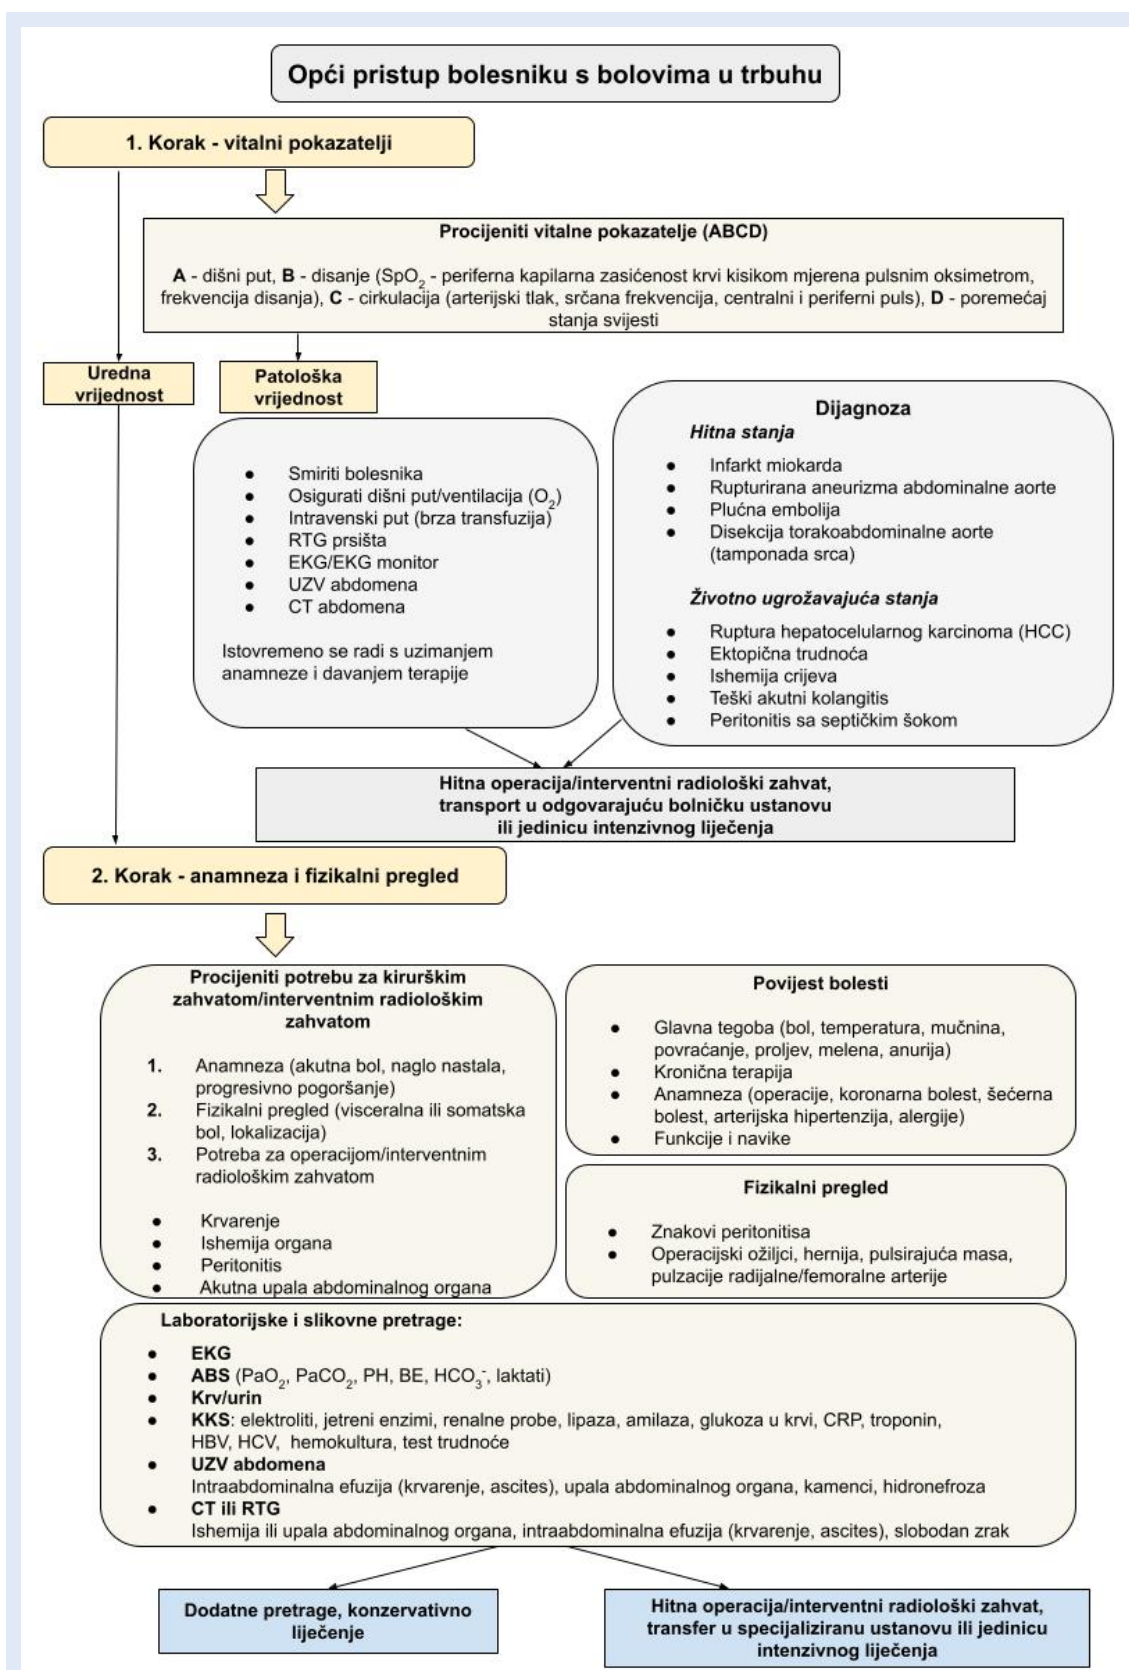 Opći pristup bolesniku s bolovima u trbuhu
1. Korak - vitalni pokazatelji
Procijeniti vitalne pokazatelje (ABCD)
A - dišni put, B - disanje (SpO₂ - periferna kapilarna zasićenost krvi kisikom mjerena pulsnim oksimetrom,
frekvencija disanja), C - cirkulacija (arterijski tlak, srčana frekvencija, centralni i periferni puls), D - poremećaj
stanja svijesti
Uredna
vrijednost
Patološka
vrijednost
● Smiriti bolesnika
● Osigurati dišni put/ventilacija (O₂)
● Intravenski put (brza transfuzija)
● RTG prsišta
● EKG/EKG monitor
● UZV abdomena
● CT abdomena
Istovremeno se radi s uzimanjem
anamneze i davanjem terapije
Dijagnoza
Hitna stanja
● Infarkt miokarda
● Rupturirana aneurizma abdominalne aorte
● Plućna embolija
● Disekcija torakoabdominalne aorte
(tamponada srca)
Životno ugrožavajuća stanja
● Ruptura hepatocelularnog karcinoma (HCC)
● Ektopična trudnoća
● Ishemija crijeva
● Teški akutni kolangitis
● Peritonitis sa septičkim šokom
Hitna operacija/interventni radiološki zahvat,
transport u odgovarajuću bolničku ustanovu
ili jedinicu intenzivnog liječenja
2. Korak - anamneza i fizikalni pregled
Procijeniti potrebu za kirurškim
zahvatom/interventnim radiološkim
zahvatom
1. Anamneza (akutna bol, naglo nastala,
progresivno pogoršanje)
2. Fizikalni pregled (visceralna ili somatska
bol, lokalizacija)
3. Potreba za operacijom/interventnim
radiološkim zahvatom
● Krvarenje
● Ishemija organa
● Peritonitis
● Akutna upala abdominalnog organa
Povijest bolesti
● Glavna tegoba (bol, temperatura, mučnina,
povraćanje, proljev, melena, anurija)
● Kronična terapija
● Anamneza (operacije, koronarna bolest, šećerna
bolest, arterijska hipertenzija, alergije)
● Funkcije i navike
Fizikalni pregled
● Znakovi peritonitisa
● Operacijski ožiljci, hernija, pulsirajuća masa,
pulzacije radijalne/femoralne arterije
Laboratorijske i slikovne pretrage:
● EKG
● ABS (PaO₂, PaCO₂, PH, BE, HCO₃⁻, laktati)
● Krv/urin
● KKS: elektroliti, jetreni enzimi, renalne probe, lipaza, amilaza, glukoza u krvi, CRP, troponin,
HBV, HCV, hemokultura, test trudnoće
● UZV abdomena
Intraabdominalna efuzija (krvarenje, ascites), upala abdominalnog organa, kamenci, hidronefroza
● CT ili RTG
Ishemija ili upala abdominalnog organa, intraabdominalna efuzija (krvarenje, ascites), slobodan zrak
Dodatne pretrage, konzervativno
liječenje
Hitna operacija/interventni radiološki zahvat,
transfer u specijaliziranu ustanovu ili jedinicu
intenzivnog liječenja